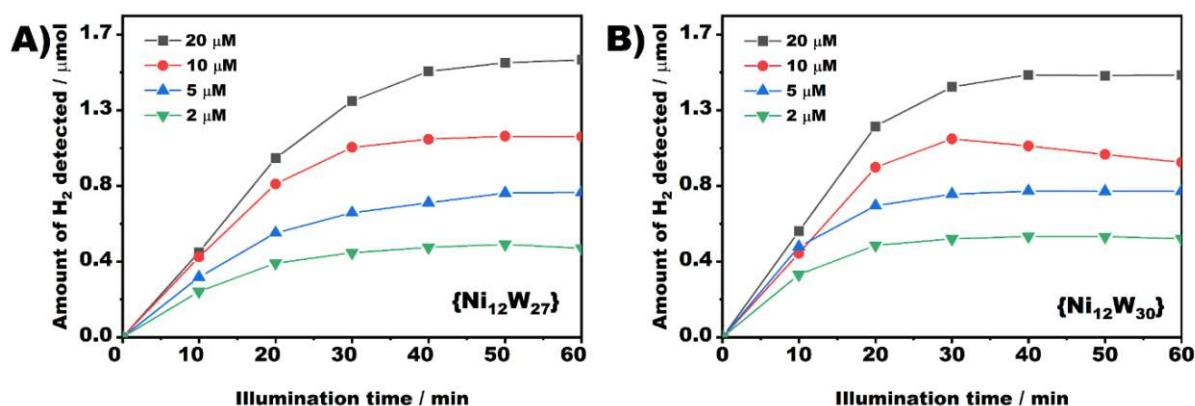 A)
Amount of H₂ detected / μmol
1.7
1.3
0.8
0.4
0.0
20 μM
10 μM
5 μM
2 μM
{Ni₁₂W₂₇}
0 10 20 30 40 50 60
Illumination time / min
B)
Amount of H₂ detected / μmol
1.7
1.3
0.8
0.4
0.0
20 μM
10 μM
5 μM
2 μM
{Ni₁₂W₃₀}
0 10 20 30 40 50 60
Illumination time / min